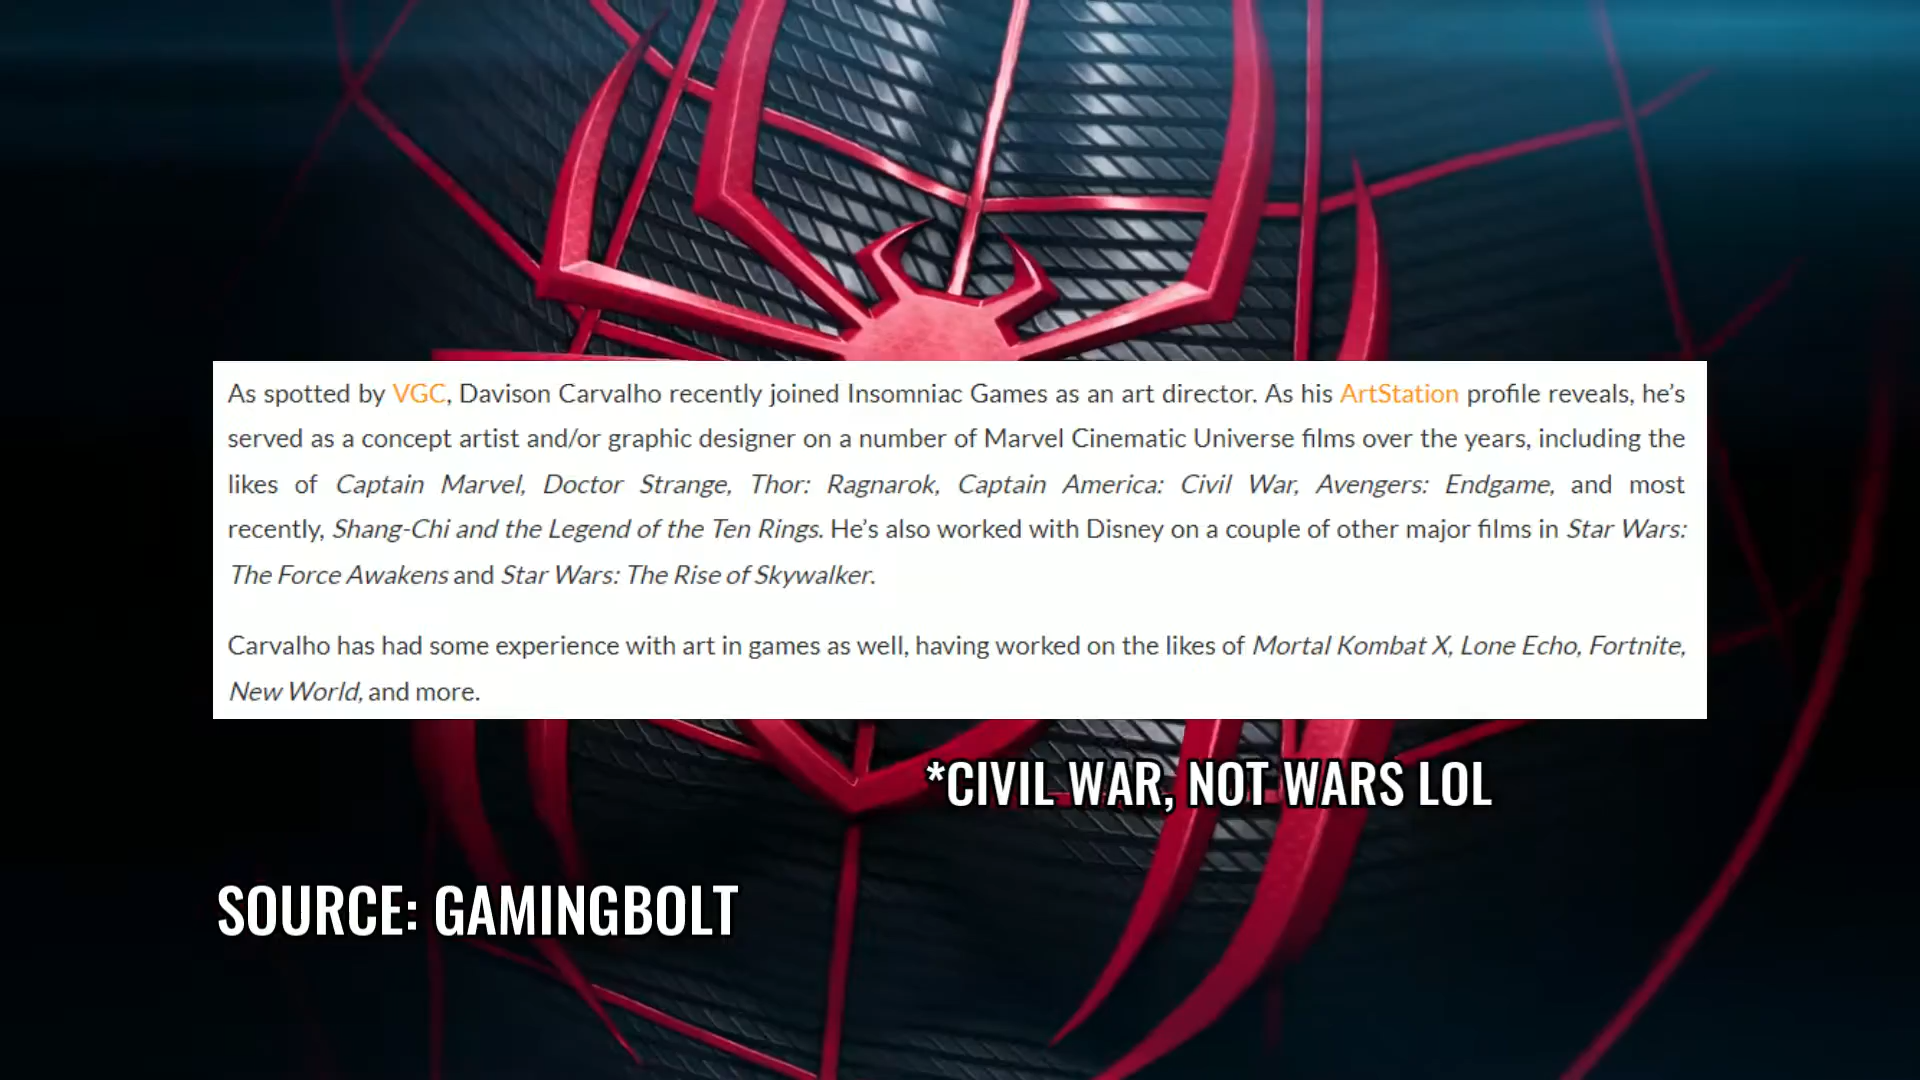 As spotted by VGC, Davison Carvalho recently joined Insomniac Games as an art director. As his ArtStation profile reveals, he’s
served as a concept artist and/or graphic designer on a number of Marvel Cinematic Universe films over the years, including the
likes of Captain Marvel, Doctor Strange, Thor: Ragnarok, Captain America: Civil War, Avengers: Endgame, and most
recently, Shang-Chi and the Legend of the Ten Rings. He’s also worked with Disney on a couple of other major films in Star Wars:
The Force Awakens and Star Wars: The Rise of Skywalker.
Carvalho has had some experience with art in games as well, having worked on the likes of Mortal Kombat X, Lone Echo, Fortnite,
New World, and more.
*CIVIL WAR, NOT WARS LOL
SOURCE: GAMINGBOLT